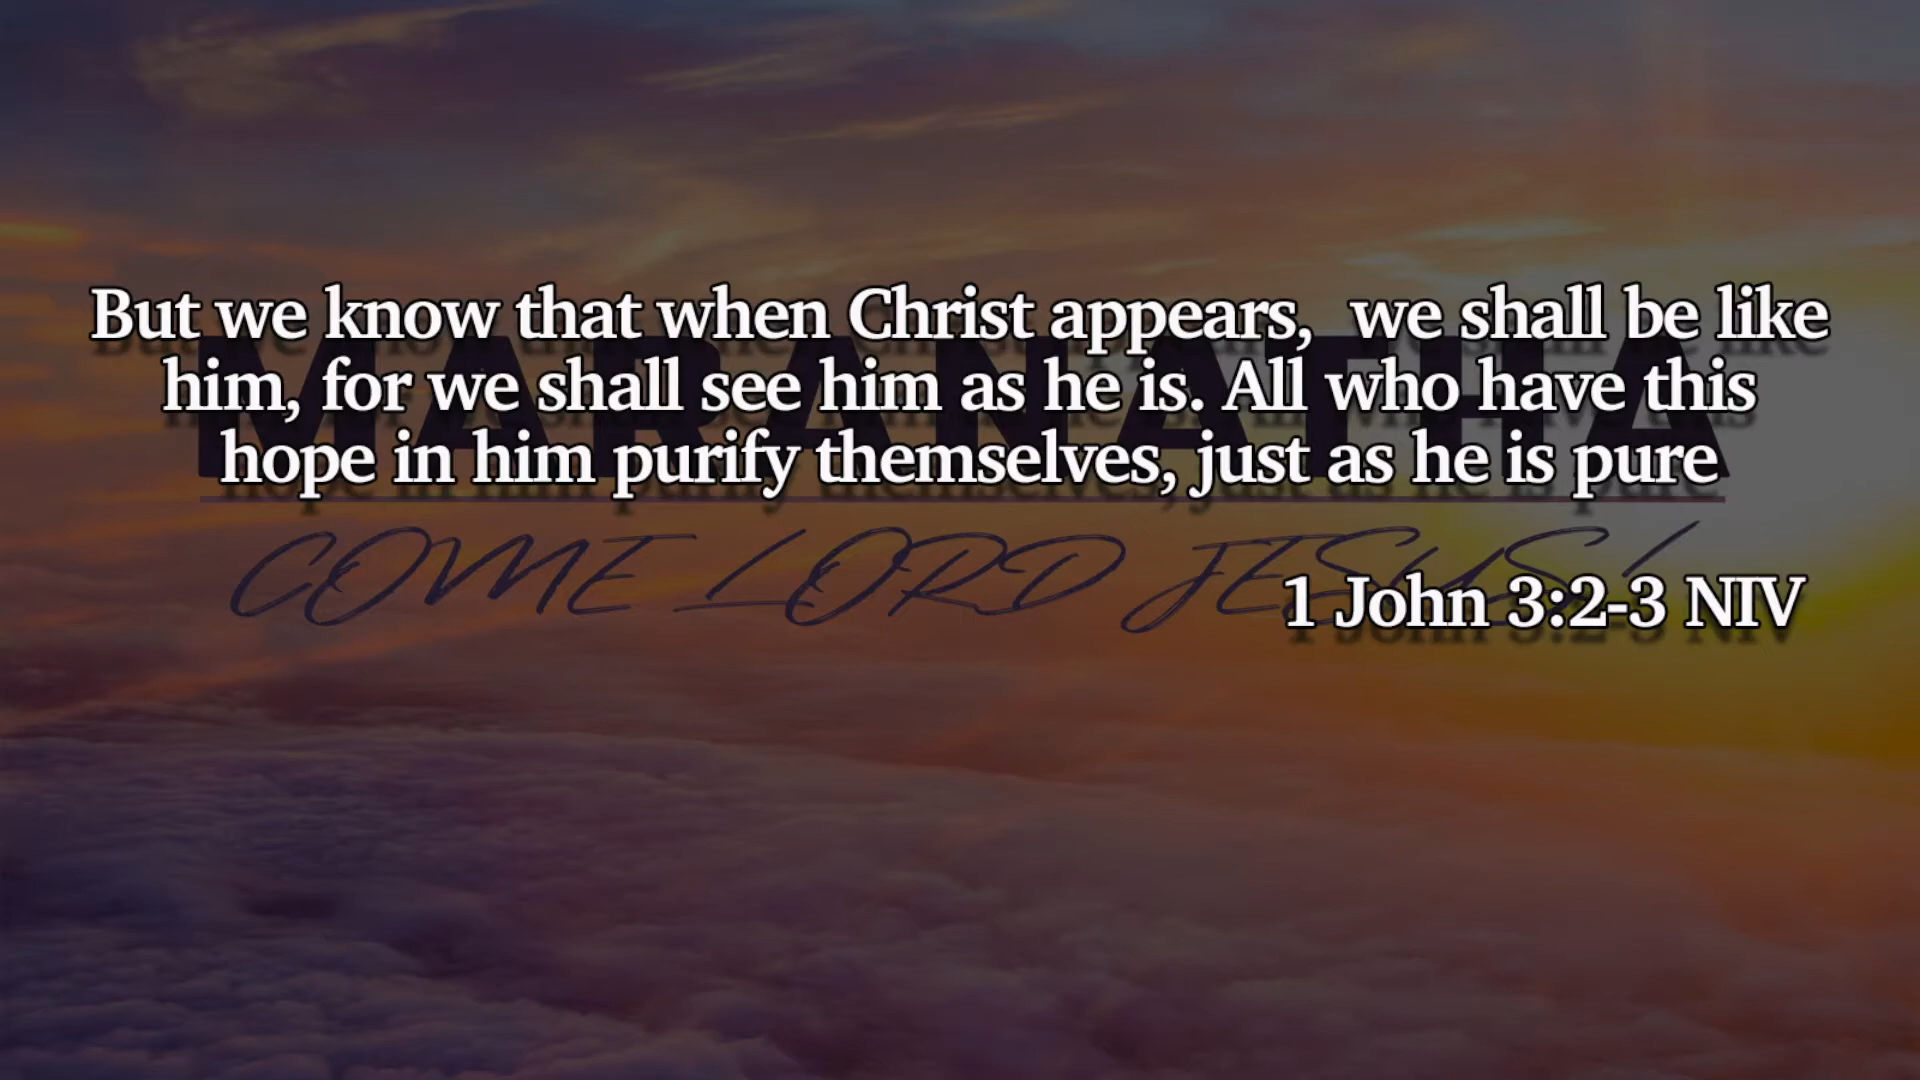 But we know that when Christ appears,  we shall be like
him, for we shall see him as he is. All who have this
hope in him purify themselves, just as he is pure
MARANATHA
COME LORD JESUS!
1 John 3:2-3 NIV